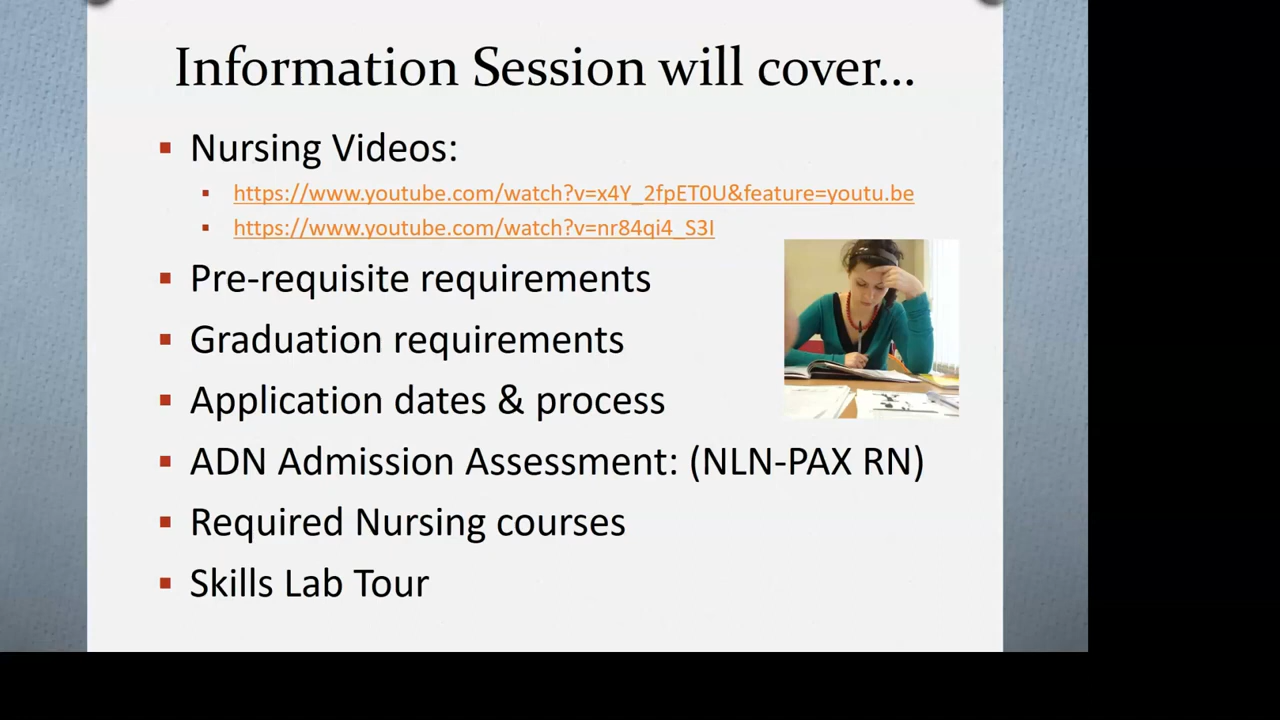 Information Session will cover...
Nursing Videos:
https://www.youtube.com/watch?v=x4Y_2fpET0U&feature=youtu.be
https://www.youtube.com/watch?v=nr84qi4_S3I
Pre-requisite requirements
Graduation requirements
Application dates & process
ADN Admission Assessment: (NLN-PAX RN)
Required Nursing courses
Skills Lab Tour